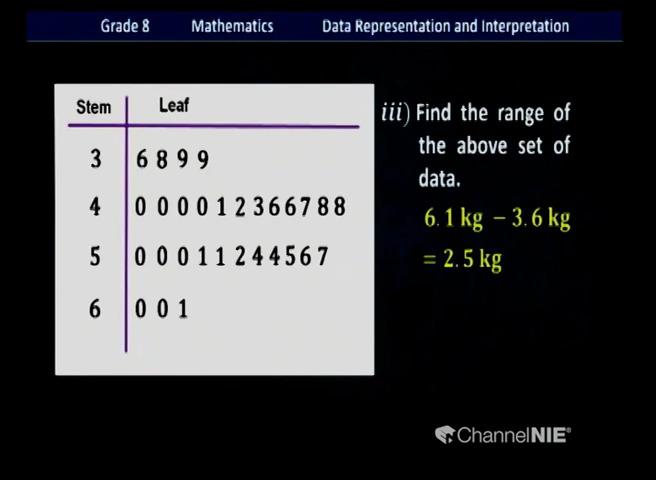 Grade 8 Mathematics Data Representation and Interpretation
Stem Leaf
3 6 8 9 9
4 0 0 0 0 1 2 3 6 6 7 8 8
5 0 0 0 1 1 2 4 4 5 6 7
6 0 0 1
iii) Find the range of
the above set of
data.
6.1 kg − 3.6 kg
= 2.5 kg
ChannelNIE®